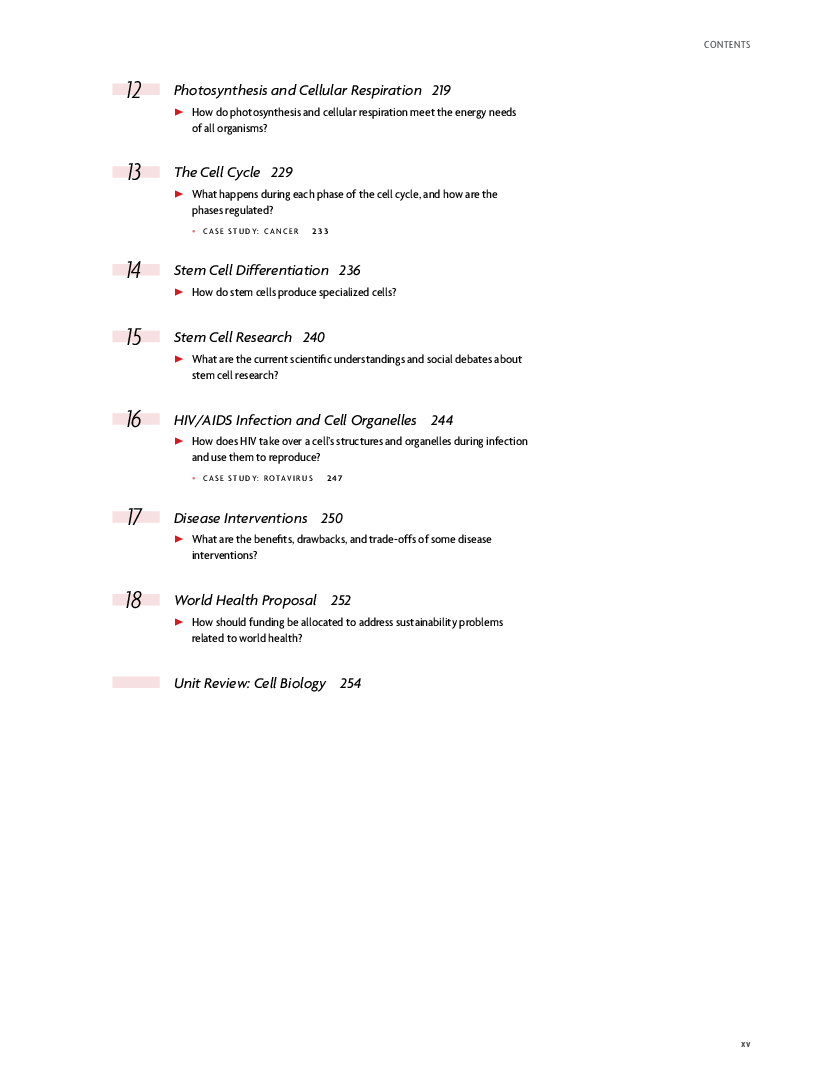 CONTENTS
12 Photosynthesis and Cellular Respiration 219
► How do photosynthesis and cellular respiration meet the energy needs
of all organisms?
13 The Cell Cycle 229
► What happens during each phase of the cell cycle, and how are the
phases regulated?
• CASE STUDY: CANCER 233
14 Stem Cell Differentiation 236
► How do stem cells produce specialized cells?
15 Stem Cell Research 240
► What are the current scientific understandings and social debates about
stem cell research?
16 HIV/AIDS Infection and Cell Organelles 244
► How does HIV take over a cell's structures and organelles during infection
and use them to reproduce?
• CASE STUDY: ROTAVIRUS 247
17 Disease Interventions 250
► What are the benefits, drawbacks, and trade-offs of some disease
interventions?
18 World Health Proposal 252
► How should funding be allocated to address sustainability problems
related to world health?
Unit Review: Cell Biology 254
xv